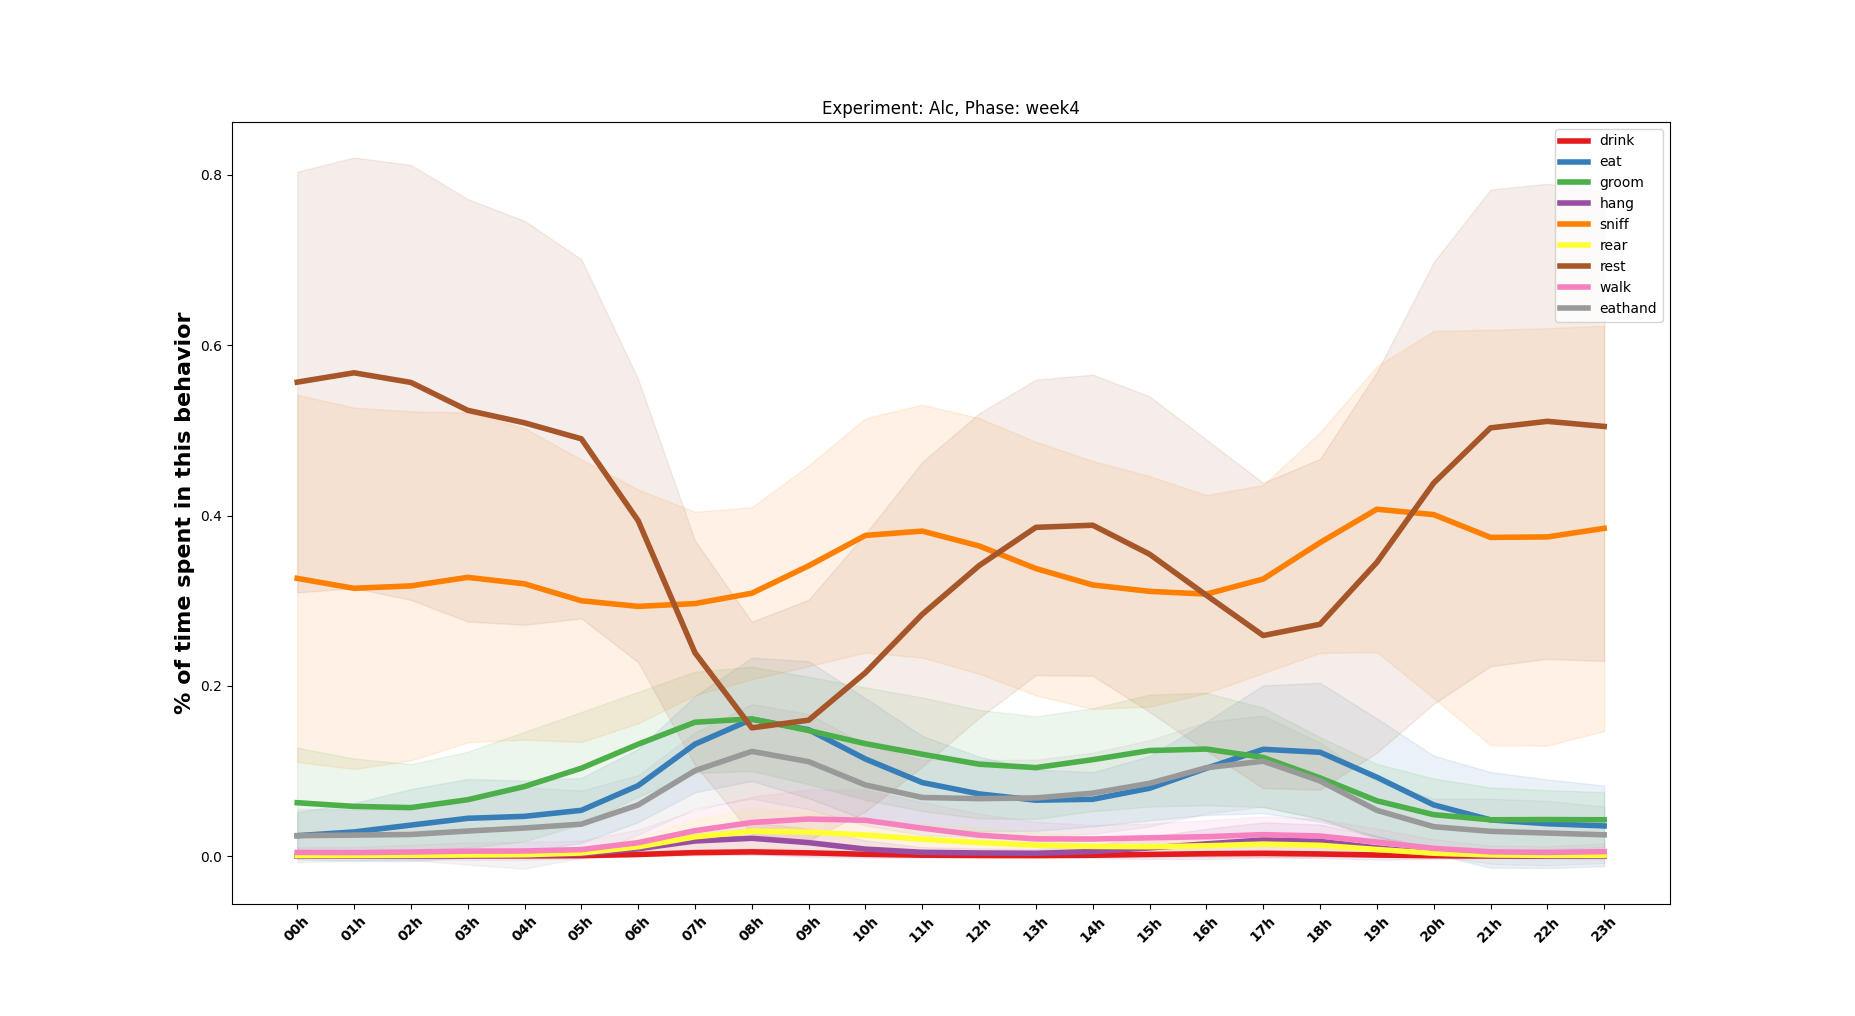 Experiment: Alc, Phase: week4
% of time spent in this behavior
0.8
0.6
0.4
0.2
0.0
drink
eat
groom
hang
sniff
rear
rest
walk
eathand
00h 01h 02h 03h 04h 05h 06h 07h 08h 09h 10h 11h 12h 13h 14h 15h 16h 17h 18h 19h 20h 21h 22h 23h